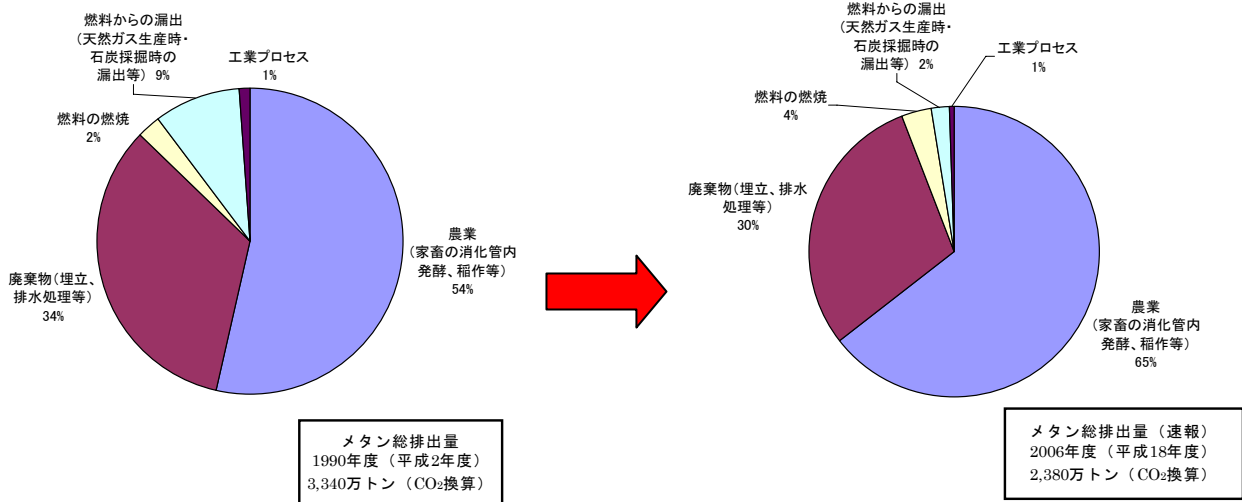 燃料からの漏出
(天然ガス生産時・
石炭採掘時の
漏出等) 9%
工業プロセス
1%
燃料の燃焼
2%
廃棄物(埋立、
排水処理等)
34%
農業
(家畜の消化管内
発酵、稲作等)
54%
メタン総排出量
1990年度（平成2年度）
3,340万トン（CO₂換算）
燃料からの漏出
(天然ガス生産時・
石炭採掘時の
漏出等) 2%
工業プロセス
1%
燃料の燃焼
4%
廃棄物(埋立、排水
処理等)
30%
農業
(家畜の消化管内
発酵、稲作等)
65%
メタン総排出量（速報）
2006年度（平成18年度）
2,380万トン（CO₂換算）